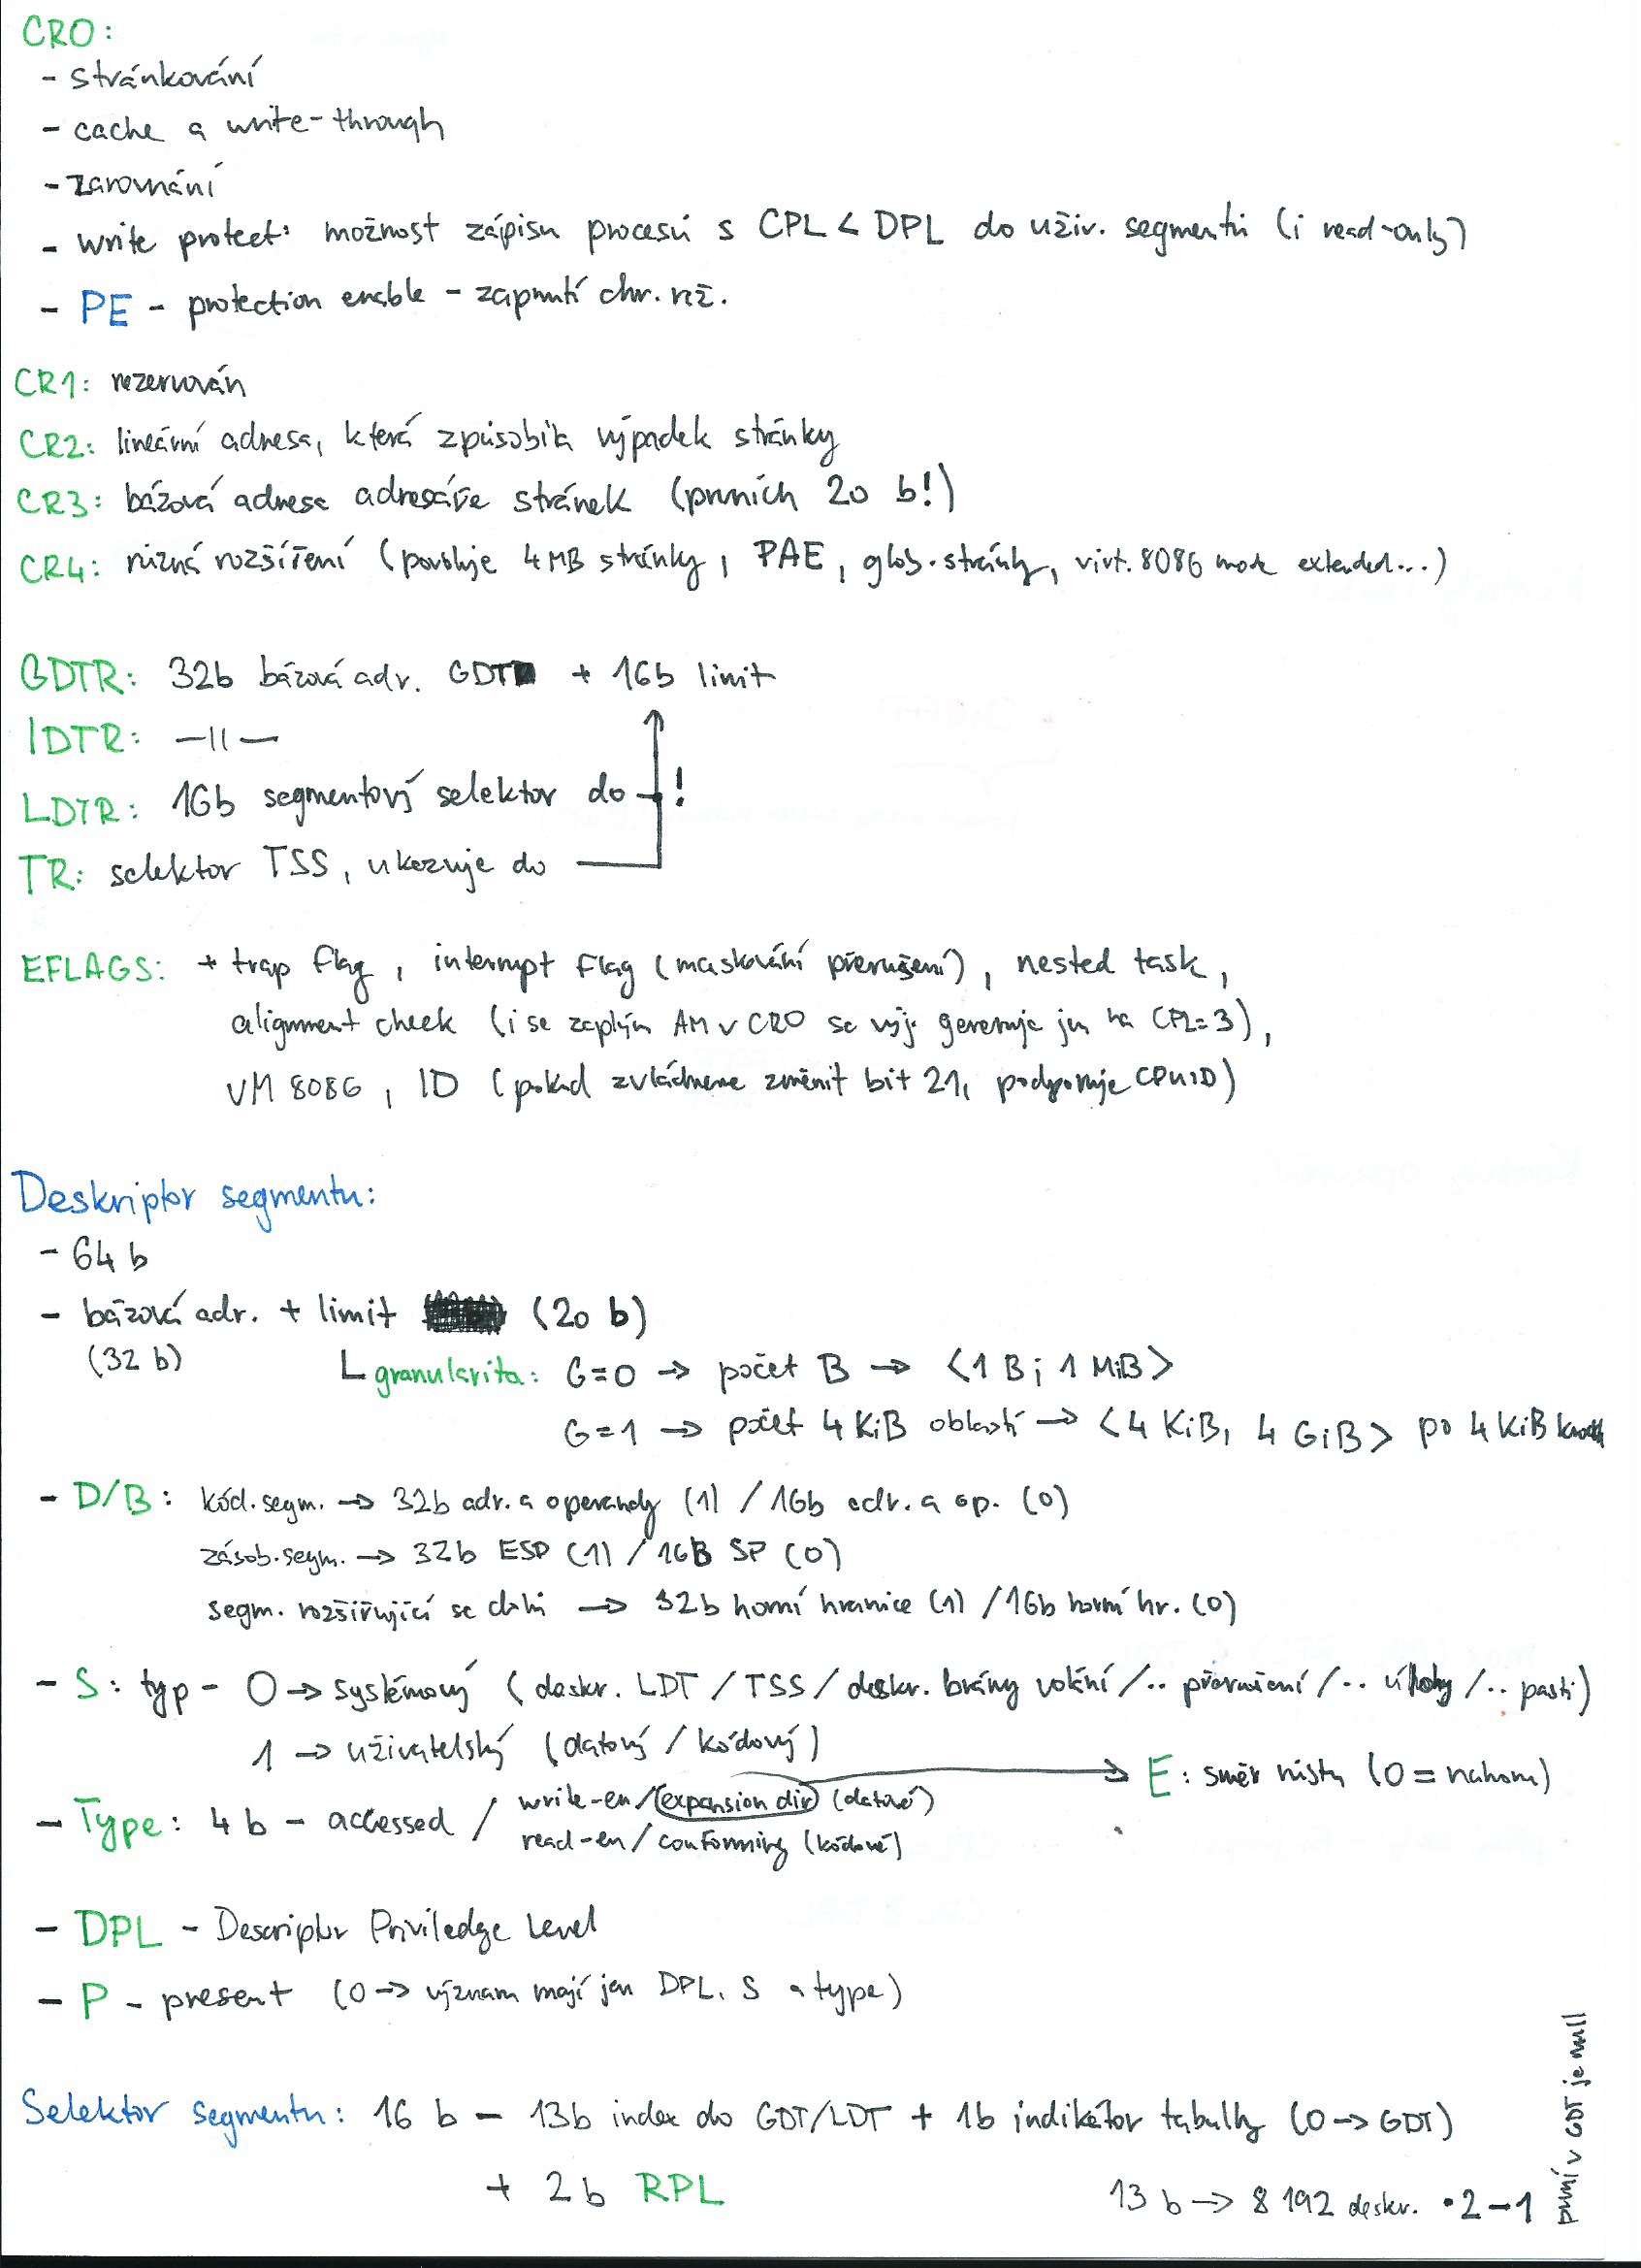 CR0:
- stránkování
- cache a write-through
- zarovnání
- write protect: možnost zápisu procesů s CPL < DPL do uživ. segmentů (i read-only)
- PE - protection enable - zapnutí chr. rež.
CR1: rezervován
CR2: lineární adresa, která způsobila výpadek stránky
CR3: bázová adresa adresáře stránek (prvních 20 b!)
CR4: různá rozšíření (povoluje 4MB stránky, PAE, glob. stránky, virt. 8086 mode extended...)
GDTR: 32b bázová adr. GDT + 16b limit
IDTR: —||—
LDTR: 16b segmentový selektor do !
TR: selektor TSS, ukazuje do
EFLAGS: + trap flag, interrupt flag (maskování přerušení), nested task,
alignment check (i se zaplým AM v CR0 se výj. generuje jen na CPL=3),
VM 8086, ID (pokud zvládneme změnit bit 21, podporuje CPUID)
Deskriptor segmentu:
- 64 b
- bázová adr. + limit (20 b)
(32 b) granularita: G=0 → počet B → <1 B; 1 MiB>
G=1 → počet 4 KiB oblastí → <4 KiB, 4 GiB> po 4 KiB
- D/B: kód. segm. → 32b adr. a operandy (1) / 16b adr. a op. (0)
zásob. segm. → 32b ESP (1) / 16B SP (0)
segm. rozšiřující se dolů → 32b horní hranice (1) / 16b horní hr. (0)
- S: typ - 0 → systémový (deskr. LDT / TSS / deskr. brány volání / .. přerušení / .. úlohy / .. pasti)
1 → uživatelský (datový / kódový)
E: směr růstu (0 = nahoru)
- Type: 4 b - accessed / write-en / expansion dir (datové)
read-en / conforming (kódové)
- DPL - Descriptor Priviledge Level
- P - present (0 → význam mají jen DPL, S a type)
Selektor segmentu: 16 b - 13b index do GDT/LDT + 1b indikátor tabulky (0 → GDT)
+ 2b RPL
13 b → 8 192 deskr. • 2 - 1
první v GDT je null